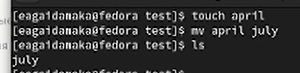 [eagaidamaka@fedora test]$ touch april
[eagaidamaka@fedora test]$ mv april july
[eagaidamaka@fedora test]$ ls
july